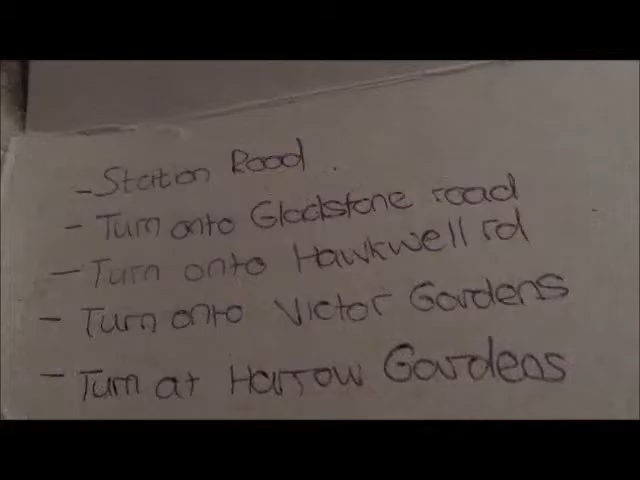 - Station Road
- Turn onto Gladstone road
- Turn onto Hawkwell rd
- Turn onto Victor Gardens
- Turn at Harrow Gardens